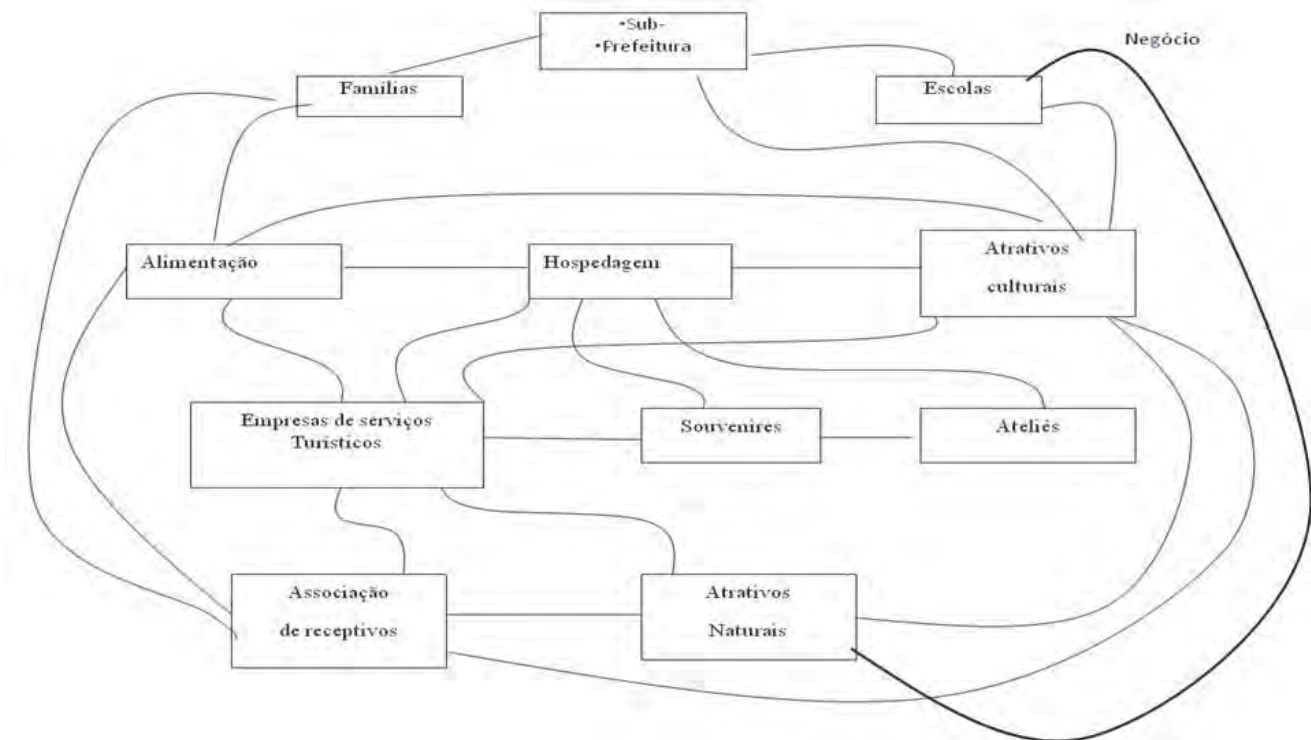 •Sub-
•Prefeitura
Negócio
Famílias
Escolas
Alimentação
Hospedagem
Atrativos
culturais
Empresas de serviços
Turísticos
Souvenires
Ateliês
Associação
de receptivos
Atrativos
Naturais